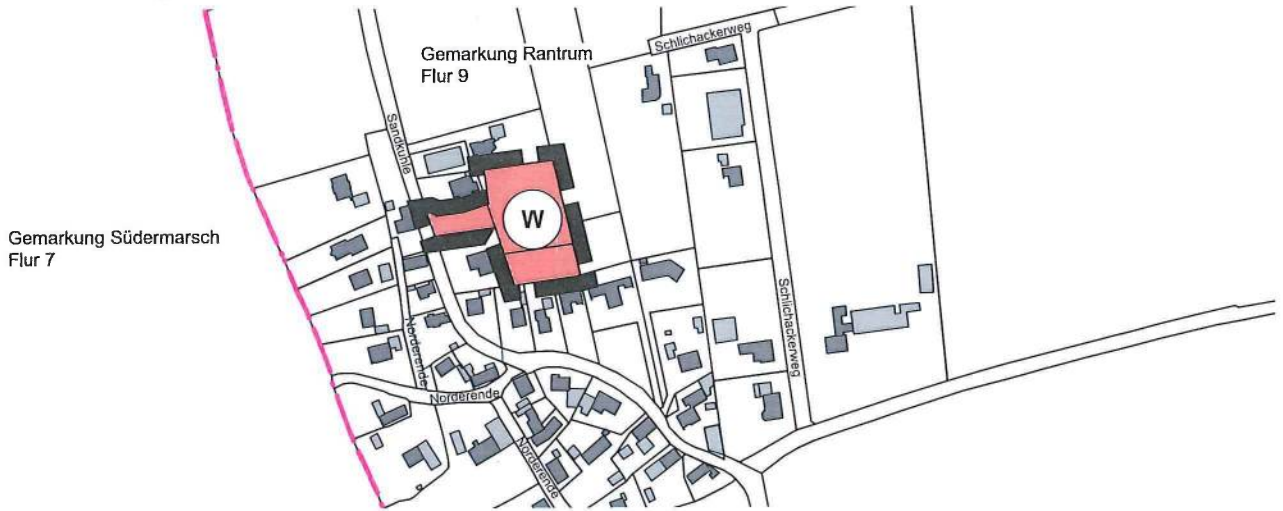 Schlichackerweg
Gemarkung Rantrum
Flur 9
Sandkuhle
W
Gemarkung Südermarsch
Flur 7
Schlichackerweg
Norderende
Norderende
Norderende